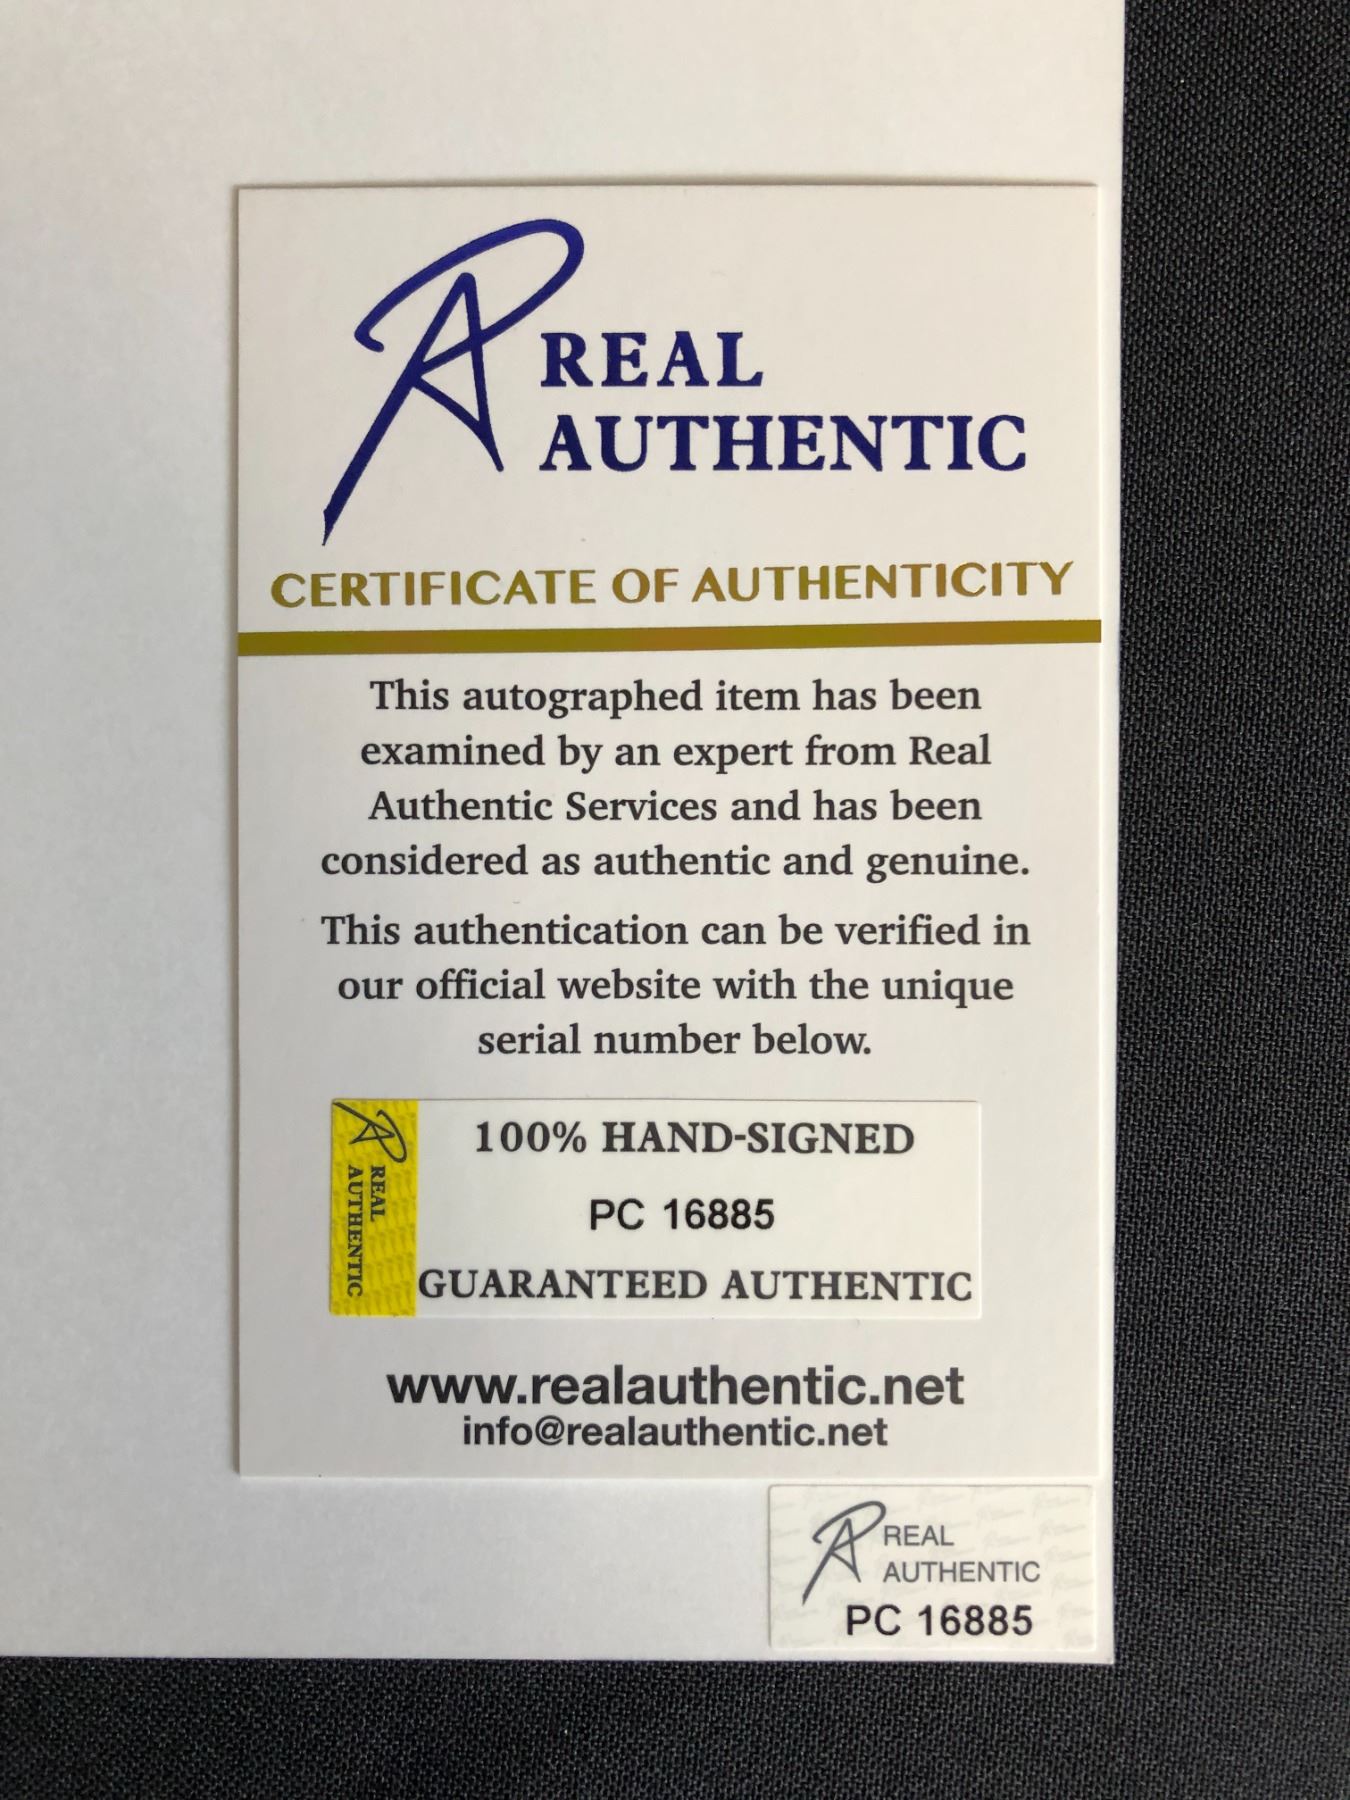 REAL
AUTHENTIC
CERTIFICATE OF AUTHENTICITY
This autographed item has been
examined by an expert from Real
Authentic Services and has been
considered as authentic and genuine.
This authentication can be verified in
our official website with the unique
serial number below.
REAL
AUTHENTIC
100% HAND-SIGNED
PC 16885
GUARANTEED AUTHENTIC
www.realauthentic.net
info@realauthentic.net
REAL
AUTHENTIC
PC 16885